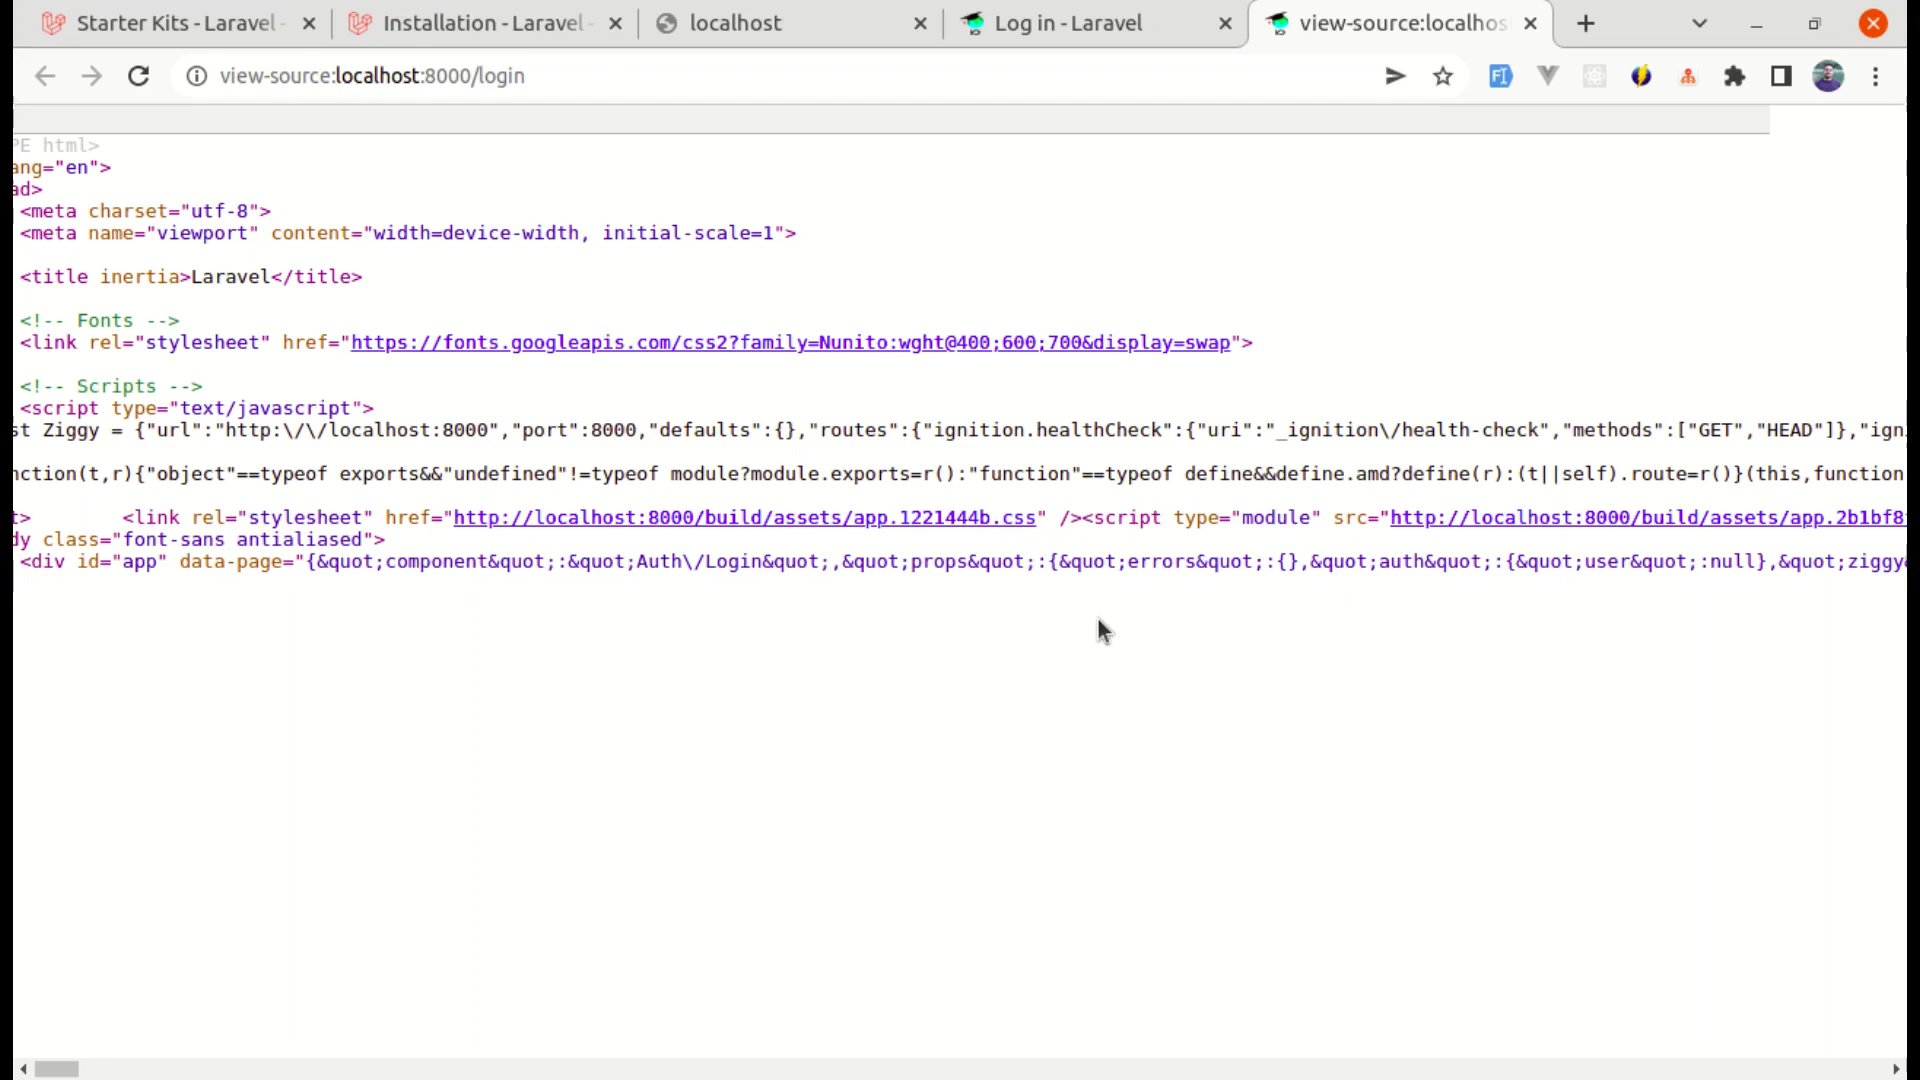 Starter Kits - Laravel -
Installation - Laravel -
localhost
Log in - Laravel
view-source:localhos
view-source:localhost:8000/login
PE html>
ang="en">
ad>
<meta charset="utf-8">
<meta name="viewport" content="width=device-width, initial-scale=1">
<title inertia>Laravel</title>
<!-- Fonts -->
<link rel="stylesheet" href="https://fonts.googleapis.com/css2?family=Nunito:wght@400;600;700&display=swap">
<!-- Scripts -->
<script type="text/javascript">
st Ziggy = {"url":"http:\/\/localhost:8000","port":8000,"defaults":{},"routes":{"ignition.healthCheck":{"uri":"_ignition\/health-check","methods":["GET","HEAD"]},"ign
nction(t,r){"object"==typeof exports&&"undefined"!=typeof module?module.exports=r():"function"==typeof define&&define.amd?define(r):(t||self).route=r()}(this,function
t> <link rel="stylesheet" href="http://localhost:8000/build/assets/app.1221444b.css" /><script type="module" src="http://localhost:8000/build/assets/app.2b1bf8
dy class="font-sans antialiased">
<div id="app" data-page="{&quot;component&quot;:&quot;Auth\/Login&quot;,&quot;props&quot;:{&quot;errors&quot;:{},&quot;auth&quot;:{&quot;user&quot;:null},&quot;ziggy&